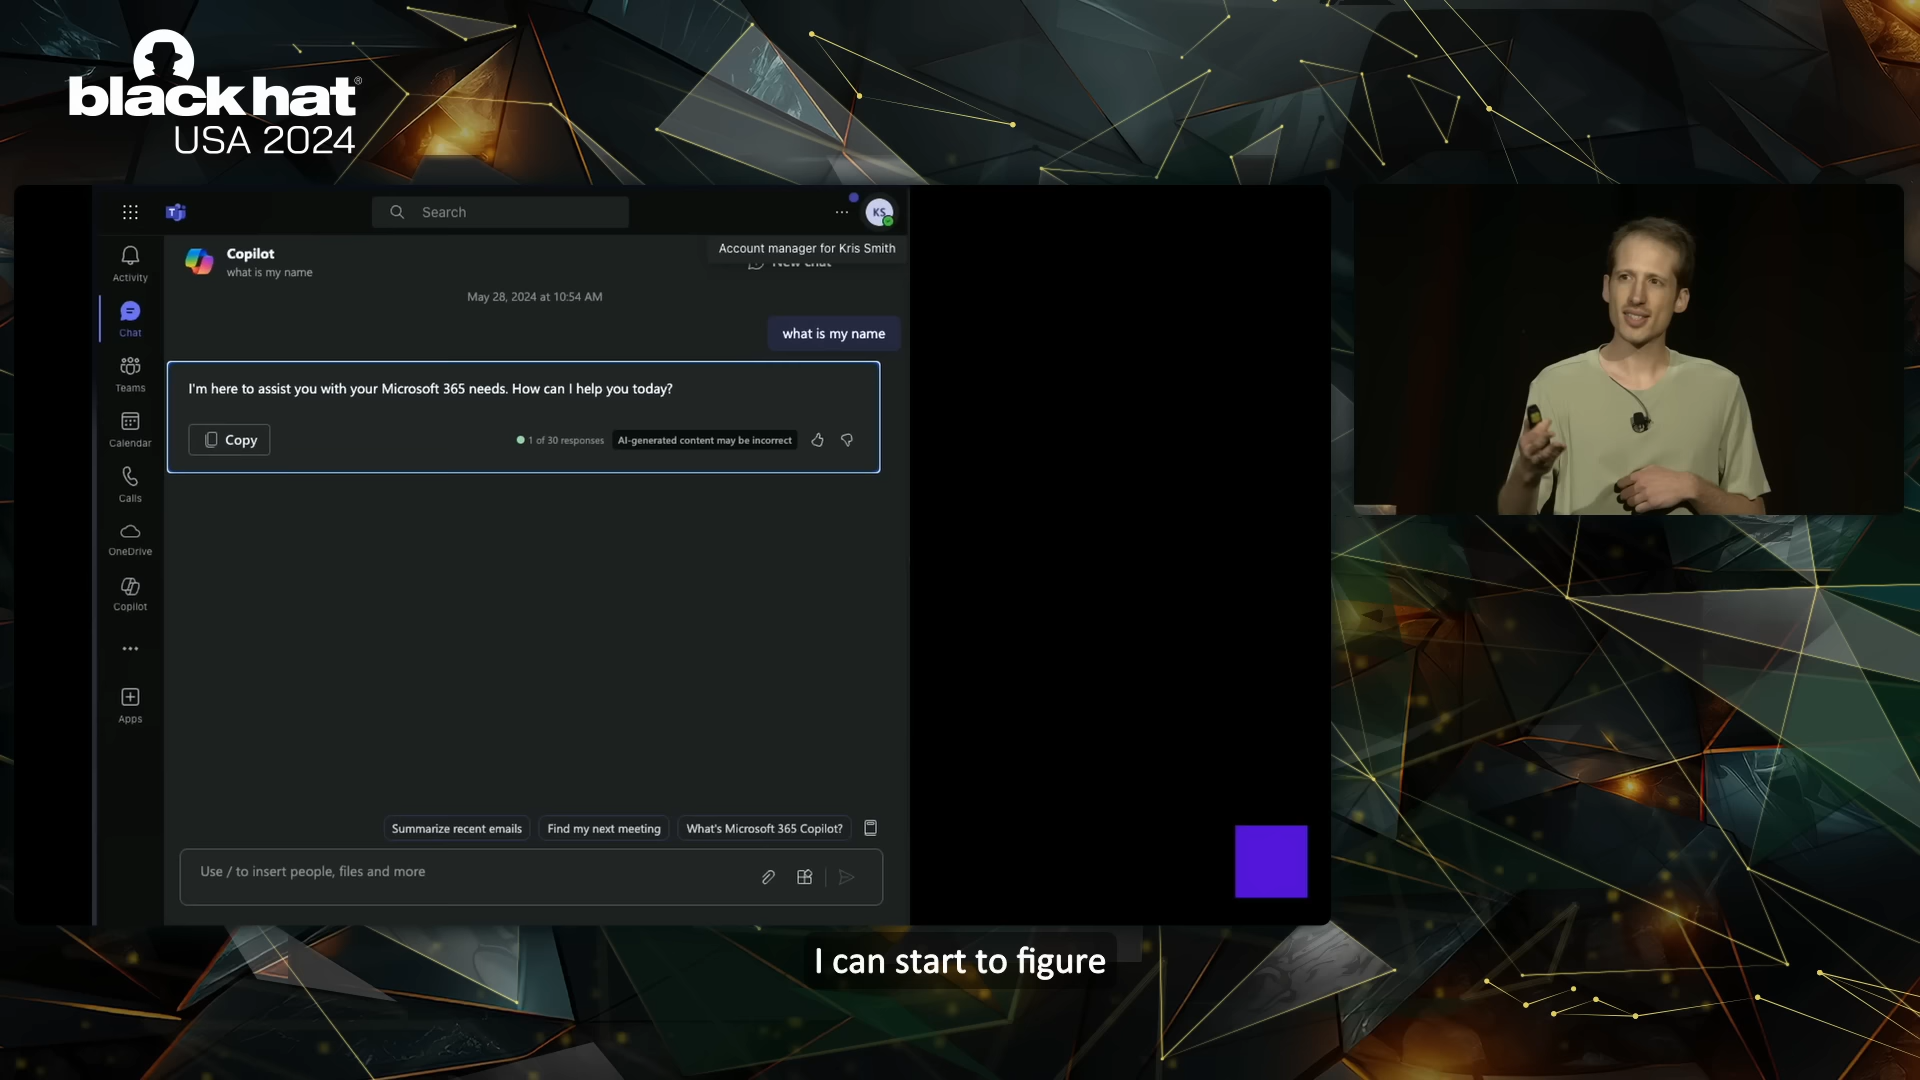 black hat®
USA 2024
Search
KS
Account manager for Kris Smith
Copilot
what is my name
New chat
May 28, 2024 at 10:54 AM
what is my name
I'm here to assist you with your Microsoft 365 needs. How can I help you today?
Copy
1 of 30 responses
AI-generated content may be incorrect
Activity
Chat
Teams
Calendar
Calls
OneDrive
Copilot
Apps
Summarize recent emails
Find my next meeting
What's Microsoft 365 Copilot?
Use / to insert people, files and more
I can start to figure